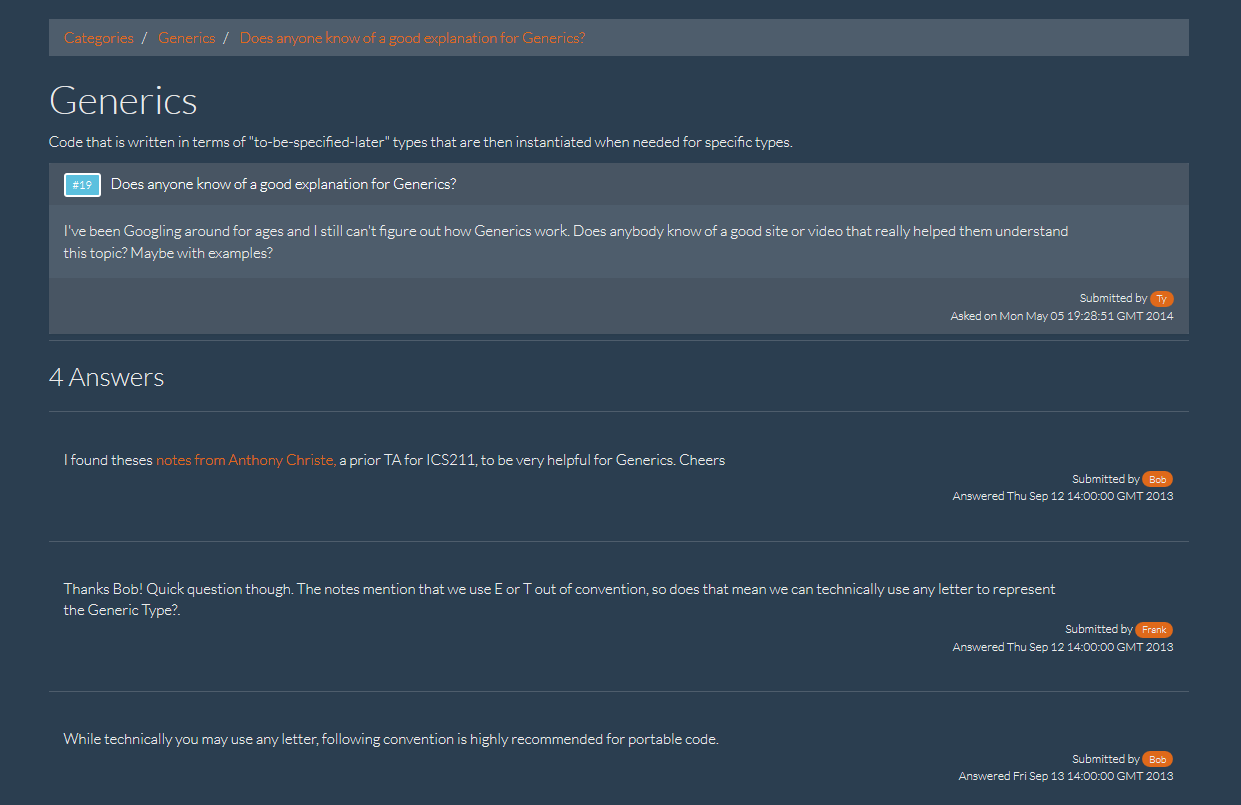 Categories / Generics / Does anyone know of a good explanation for Generics?
Generics
Code that is written in terms of "to-be-specified-later" types that are then instantiated when needed for specific types.
#19 Does anyone know of a good explanation for Generics?
I've been Googling around for ages and I still can't figure out how Generics work. Does anybody know of a good site or video that really helped them understand
this topic? Maybe with examples?
Submitted by Ty
Asked on Mon May 05 19:28:51 GMT 2014
4 Answers
I found theses notes from Anthony Christe, a prior TA for ICS211, to be very helpful for Generics. Cheers
Submitted by Bob
Answered Thu Sep 12 14:00:00 GMT 2013
Thanks Bob! Quick question though. The notes mention that we use E or T out of convention, so does that mean we can technically use any letter to represent
the Generic Type?.
Submitted by Frank
Answered Thu Sep 12 14:00:00 GMT 2013
While technically you may use any letter, following convention is highly recommended for portable code.
Submitted by Bob
Answered Fri Sep 13 14:00:00 GMT 2013